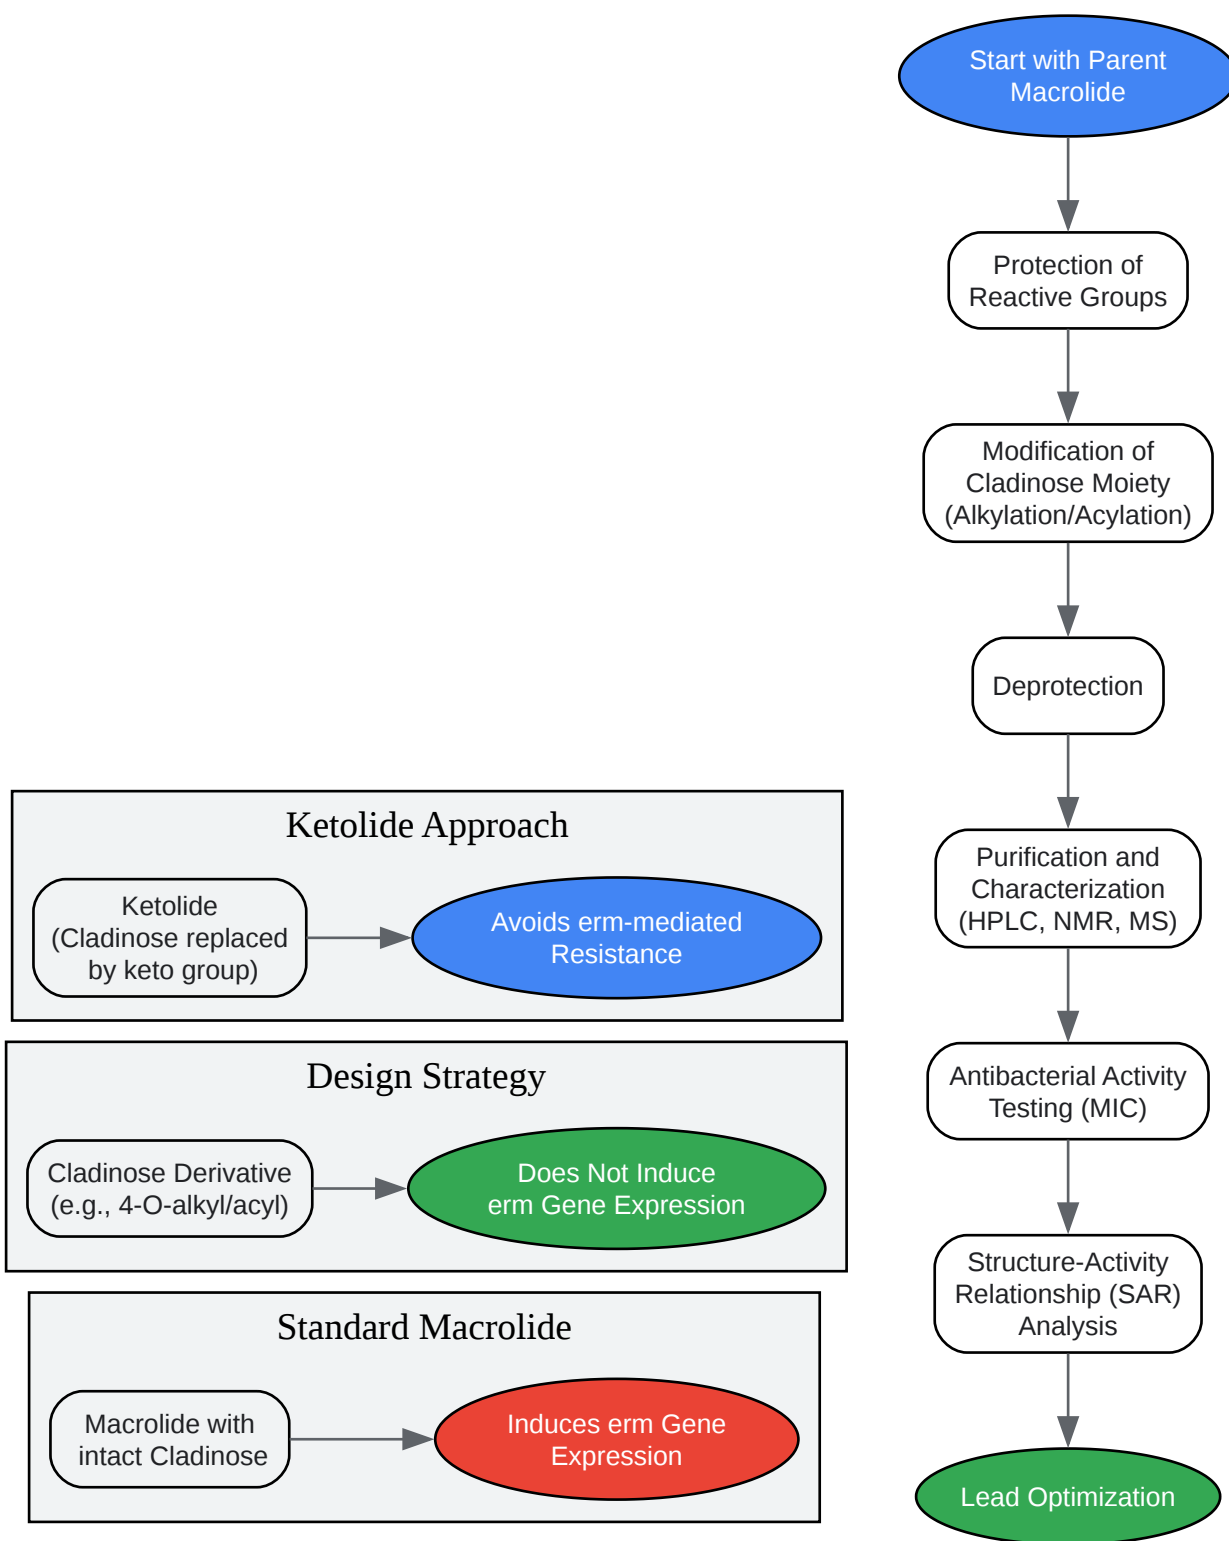 Start with Parent
Macrolide
Protection of
Reactive Groups
Modification of
Cladinose Moiety
(Alkylation/Acylation)
Deprotection
Purification and
Characterization
(HPLC, NMR, MS)
Antibacterial Activity
Testing (MIC)
Structure-Activity
Relationship (SAR)
Analysis
Lead Optimization
Ketolide Approach
Ketolide
(Cladinose replaced
by keto group)
Avoids erm-mediated
Resistance
Design Strategy
Cladinose Derivative
(e.g., 4-O-alkyl/acyl)
Does Not Induce
erm Gene Expression
Standard Macrolide
Macrolide with
intact Cladinose
Induces erm Gene
Expression